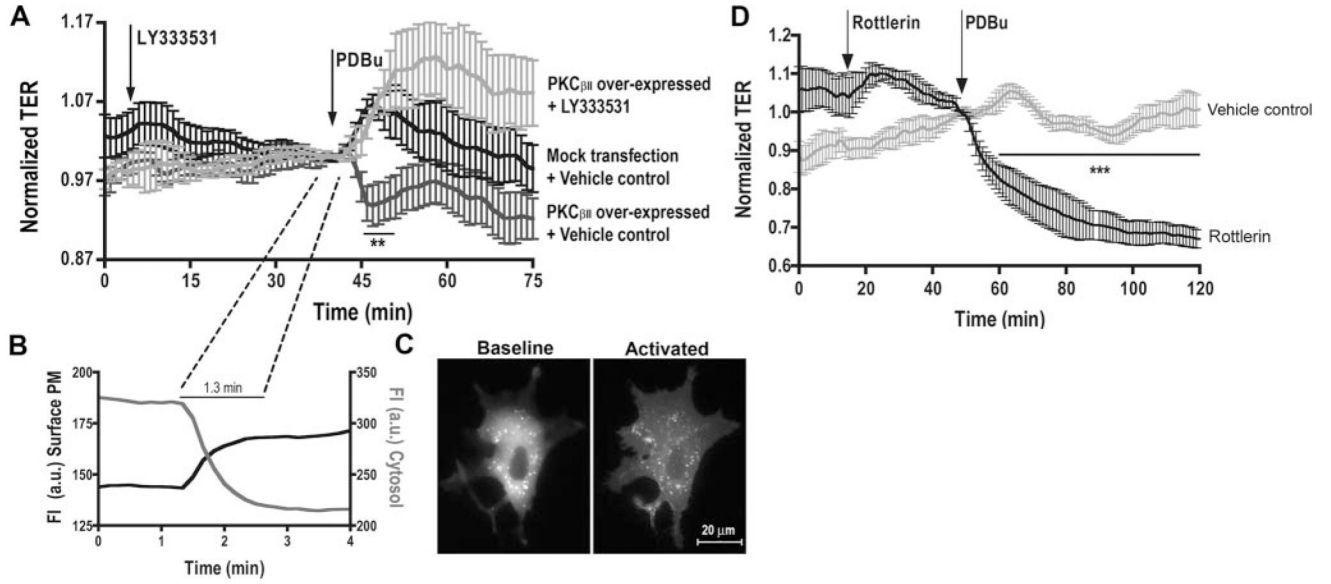 A
1.17
1.07
0.97
0.87
Normalized TER
LY333531
PDBu
PKCβII over-expressed
+ LY333531
Mock transfection
+ Vehicle control
PKCβII over-expressed
+ Vehicle control
**
0 15 30 45 60 75
Time (min)
B
200
175
150
125
FI (a.u.) Surface PM
1.3 min
350
300
250
200
FI (a.u.) Cytosol
0 1 2 3 4
Time (min)
C
Baseline
Activated
20 μm
D
Rottlerin
PDBu
1.2
1.1
1.0
0.9
0.8
0.7
0.6
Normalized TER
Vehicle control
***
Rottlerin
0 20 40 60 80 100 120
Time (min)